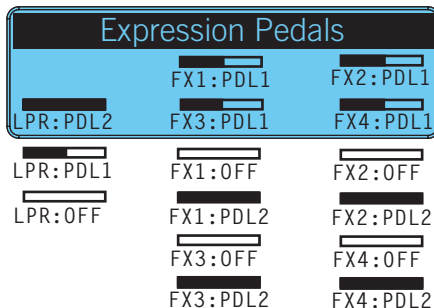 Expression Pedals
FX1:PDL1 FX2:PDL1
LPR:PDL2 FX3:PDL1 FX4:PDL1
LPR:PDL1 FX1:OFF FX2:OFF
LPR:OFF FX1:PDL2 FX2:PDL2
FX3:OFF FX4:OFF
FX3:PDL2 FX4:PDL2